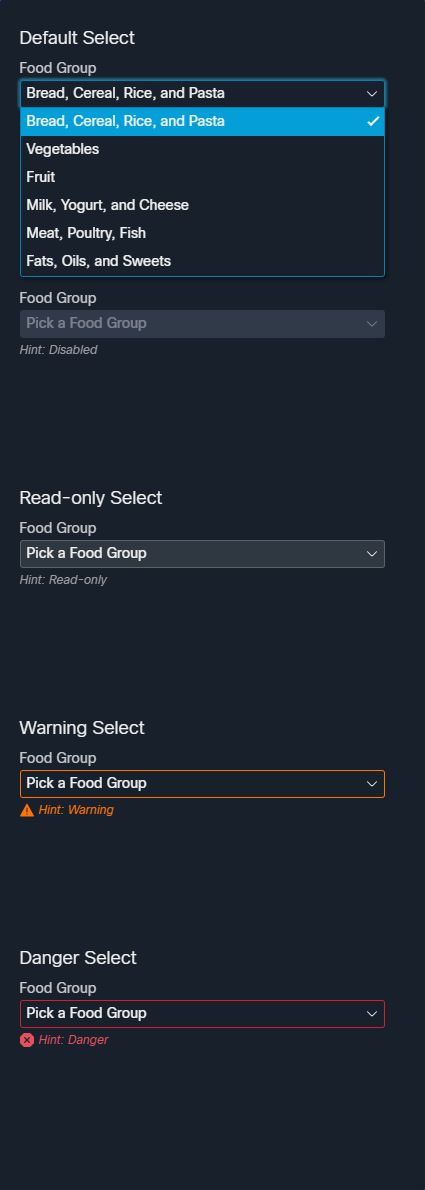 Default Select
Food Group
Bread, Cereal, Rice, and Pasta
Bread, Cereal, Rice, and Pasta
Vegetables
Fruit
Milk, Yogurt, and Cheese
Meat, Poultry, Fish
Fats, Oils, and Sweets
Food Group
Pick a Food Group
Hint: Disabled
Read-only Select
Food Group
Pick a Food Group
Hint: Read-only
Warning Select
Food Group
Pick a Food Group
Hint: Warning
Danger Select
Food Group
Pick a Food Group
Hint: Danger